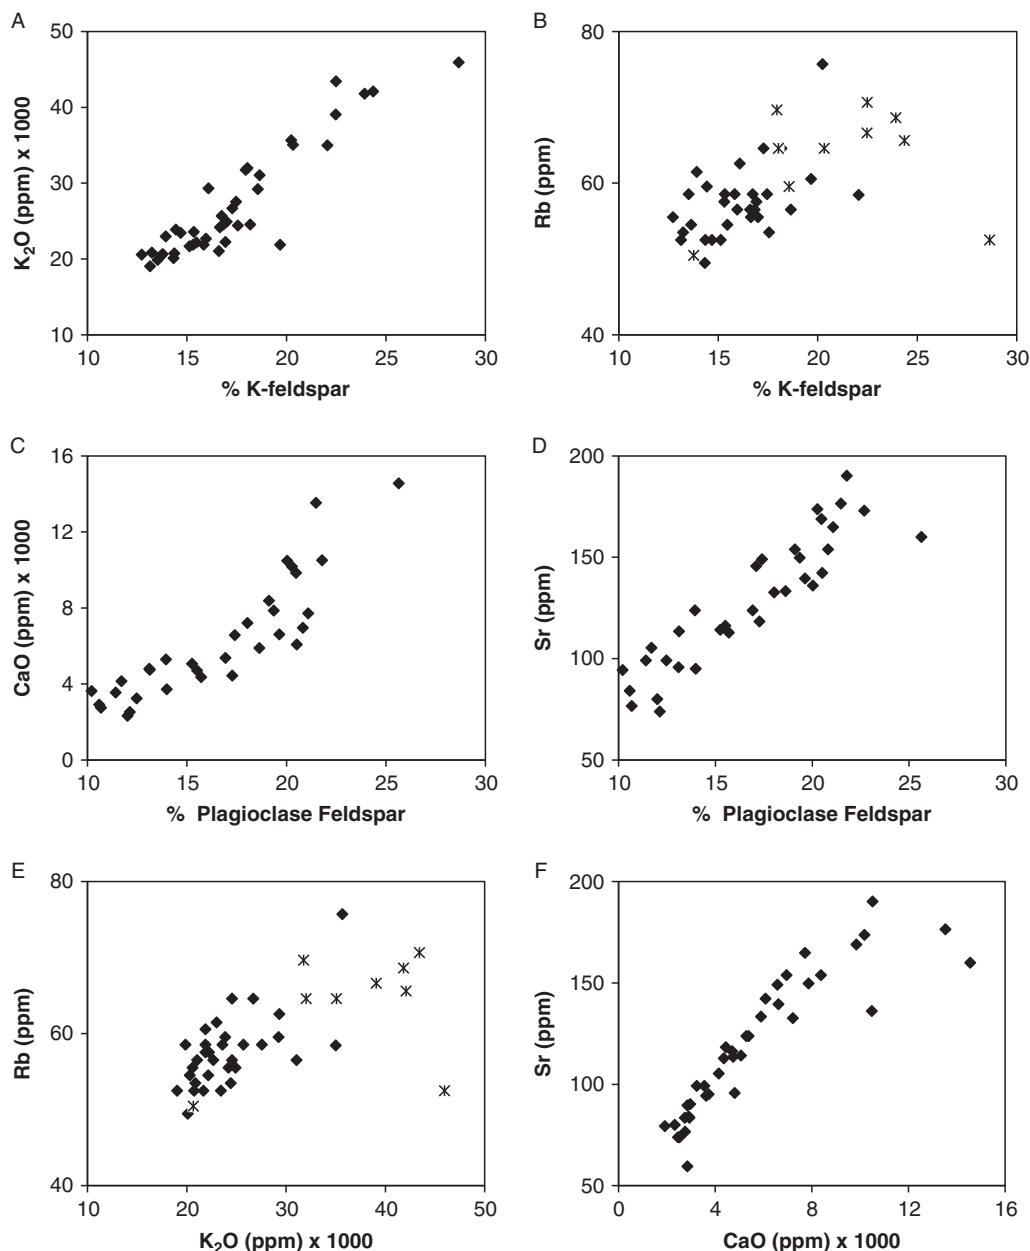 A
50
40
30
20
10
K₂O (ppm) x 1000
10 15 20 25 30
% K-feldspar
B
80
60
40
Rb (ppm)
10 15 20 25 30
% K-feldspar
C
16
12
8
4
0
CaO (ppm) x 1000
10 15 20 25 30
% Plagioclase Feldspar
D
200
150
100
50
Sr (ppm)
10 15 20 25 30
% Plagioclase Feldspar
E
80
60
40
Rb (ppm)
10 20 30 40 50
K₂O (ppm) x 1000
F
200
150
100
50
Sr (ppm)
0 4 8 12 16
CaO (ppm) x 1000